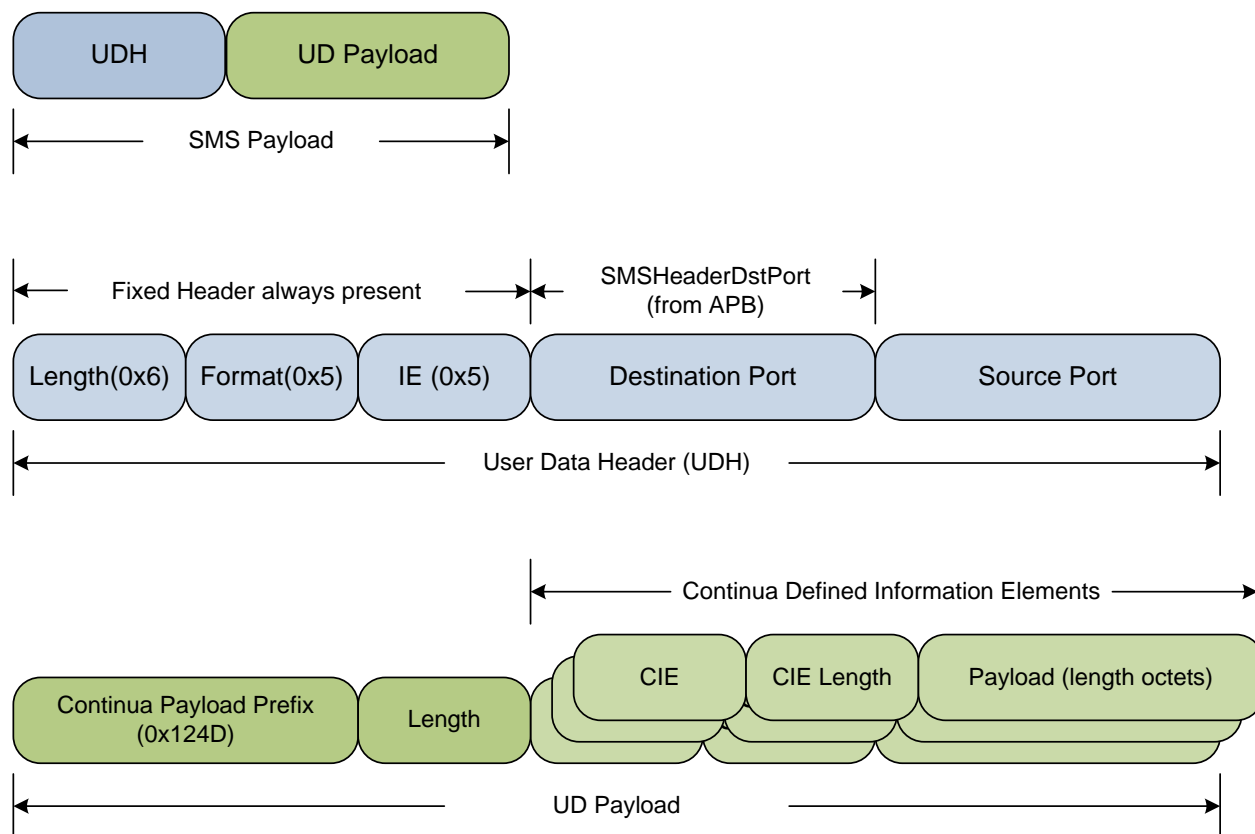 UDH
UD Payload
SMS Payload
Fixed Header always present
SMSHeaderDstPort
(from APB)
Length(0x6)
Format(0x5)
IE (0x5)
Destination Port
Source Port
User Data Header (UDH)
Continua Defined Information Elements
CIE
CIE Length
Payload (length octets)
Continua Payload Prefix
(0x124D)
Length
UD Payload